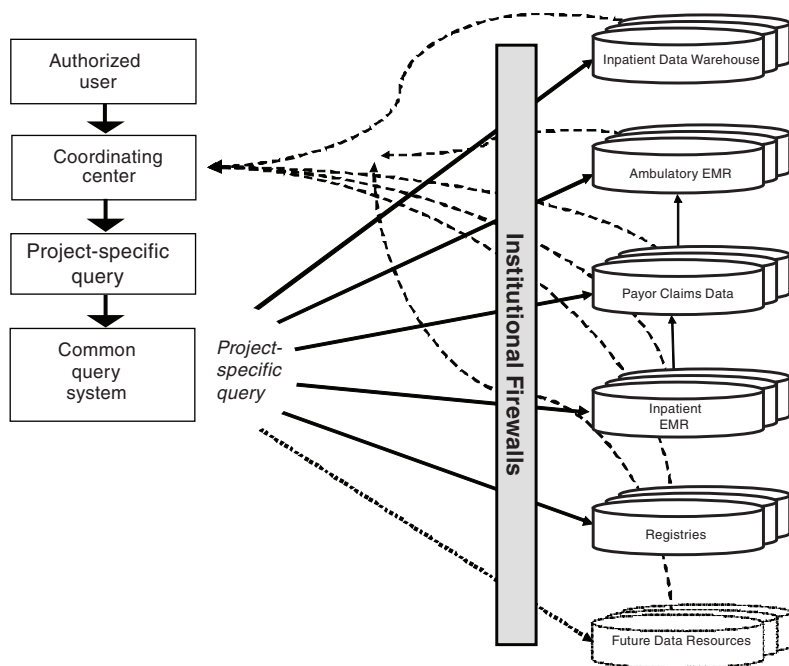 Authorized
user
Coordinating
center
Project-specific
query
Common
query
system
Project-
specific
query
Institutional Firewalls
Inpatient Data Warehouse
Ambulatory EMR
Payor Claims Data
Inpatient
EMR
Registries
Future Data Resources